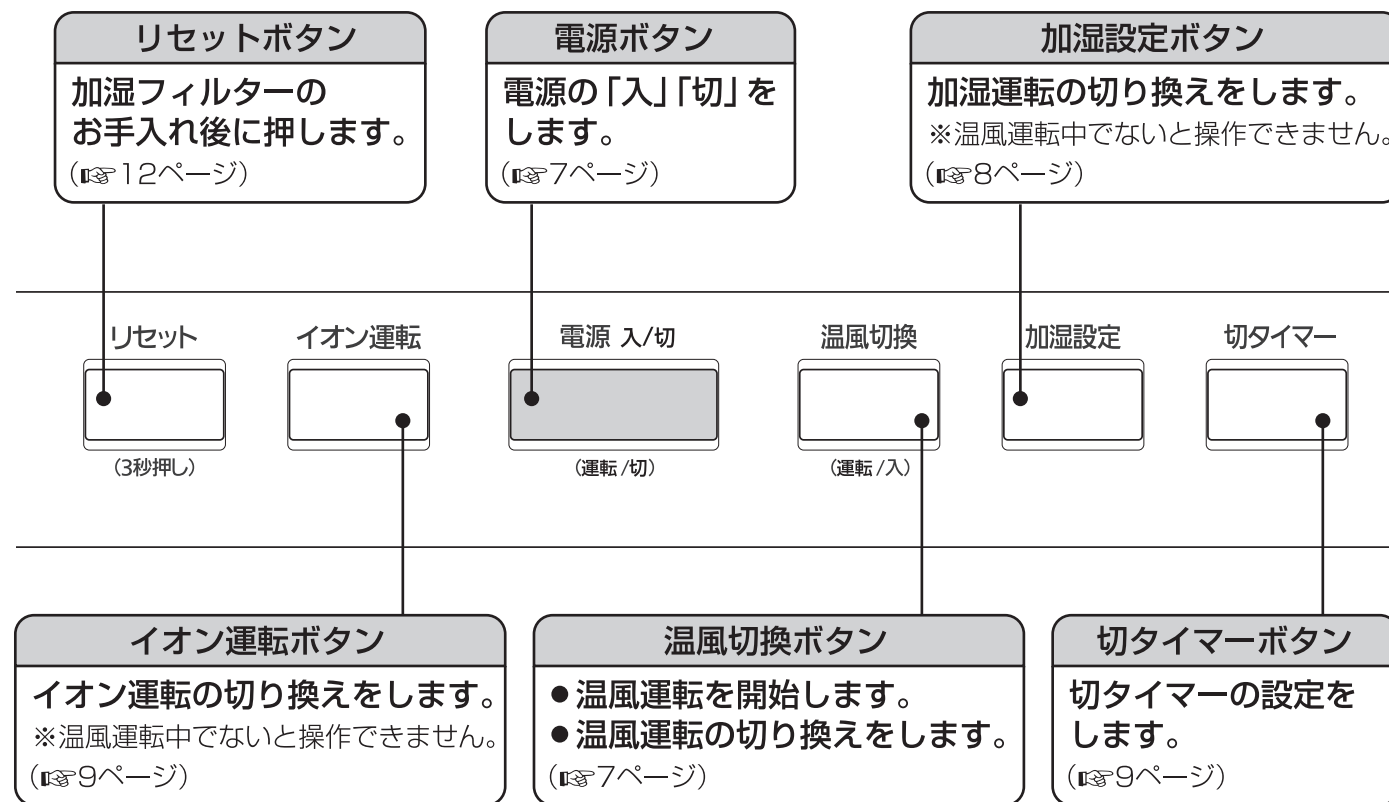 リセットボタン
加湿フィルターの
お手入れ後に押します。
(☞12ページ)
電源ボタン
電源の「入」「切」を
します。
(☞7ページ)
加湿設定ボタン
加湿運転の切り換えをします。
※温風運転中でないと操作できません。
(☞8ページ)
リセット
(3秒押し)
イオン運転
電源 入/切
(運転/切)
温風切換
(運転/入)
加湿設定
切タイマー
イオン運転ボタン
イオン運転の切り換えをします。
※温風運転中でないと操作できません。
(☞9ページ)
温風切換ボタン
●温風運転を開始します。
●温風運転の切り換えをします。
(☞7ページ)
切タイマーボタン
切タイマーの設定を
します。
(☞9ページ)